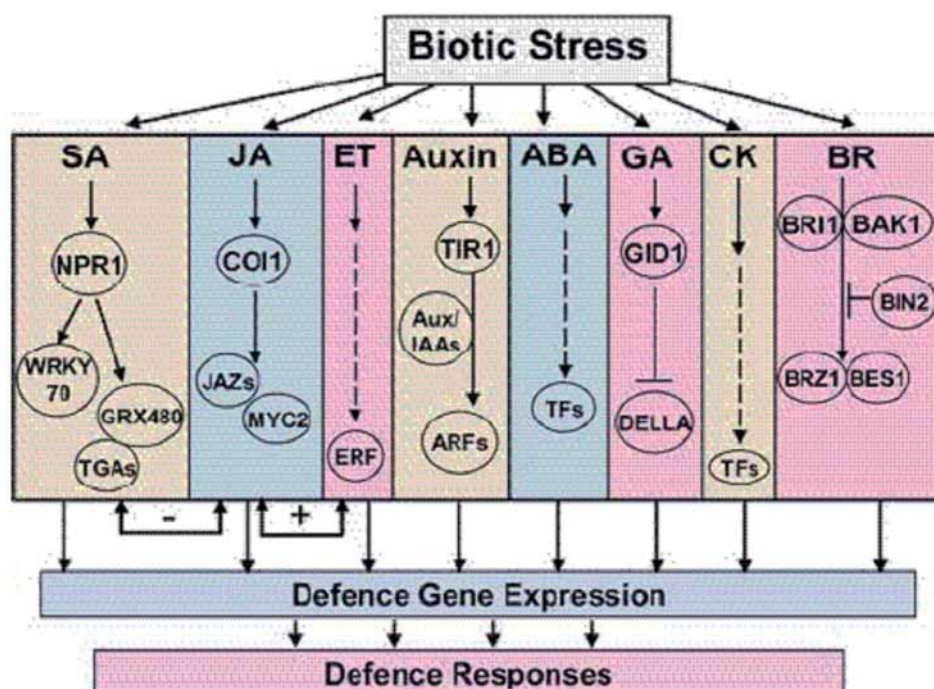 Biotic Stress
SA JA ET Auxin ABA GA CK BR
NPR1
WRKY
70
GRX480
TGAs
COI1
JAZs
MYC2
ERF
TIR1
Aux/
IAAs
ARFs
TFs
GID1
DELLA
TFs
BRI1
BAK1
BIN2
BRZ1
BES1
-
+
Defence Gene Expression
Defence Responses